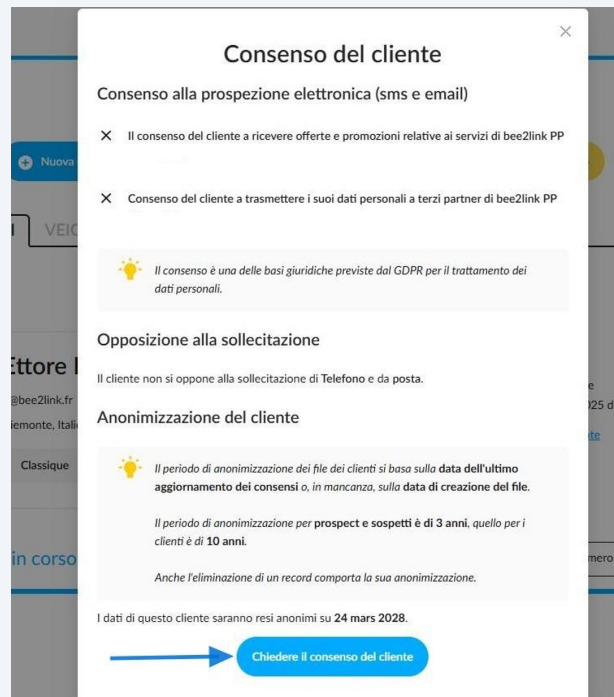 Consenso del cliente
Consenso alla prospezione elettronica (sms e email)
Il consenso del cliente a ricevere offerte e promozioni relative ai servizi di bee2link PP
Nuova
Consenso del cliente a trasmettere i suoi dati personali a terzi partner di bee2link PP
VEIC
Il consenso è una delle basi giuridiche previste dal GDPR per il trattamento dei
dati personali.
Opposizione alla sollecitazione
Ettore
Il cliente non si oppone alla sollecitazione di Telefono e da posta.
@bee2link.fr
025 d
Anonimizzazione del cliente
iemonte, Itali
te
Classique
Il periodo di anonimizzazione dei file dei clienti si basa sulla data dell'ultimo
aggiornamento dei consensi o, in mancanza, sulla data di creazione del file.
Il periodo di anonimizzazione per prospect e sospetti è di 3 anni, quello per i
clienti è di 10 anni.
in corso
mero
Anche l'eliminazione di un record comporta la sua anonimizzazione.
I dati di questo cliente saranno resi anonimi su 24 mars 2028.
Chiedere il consenso del cliente